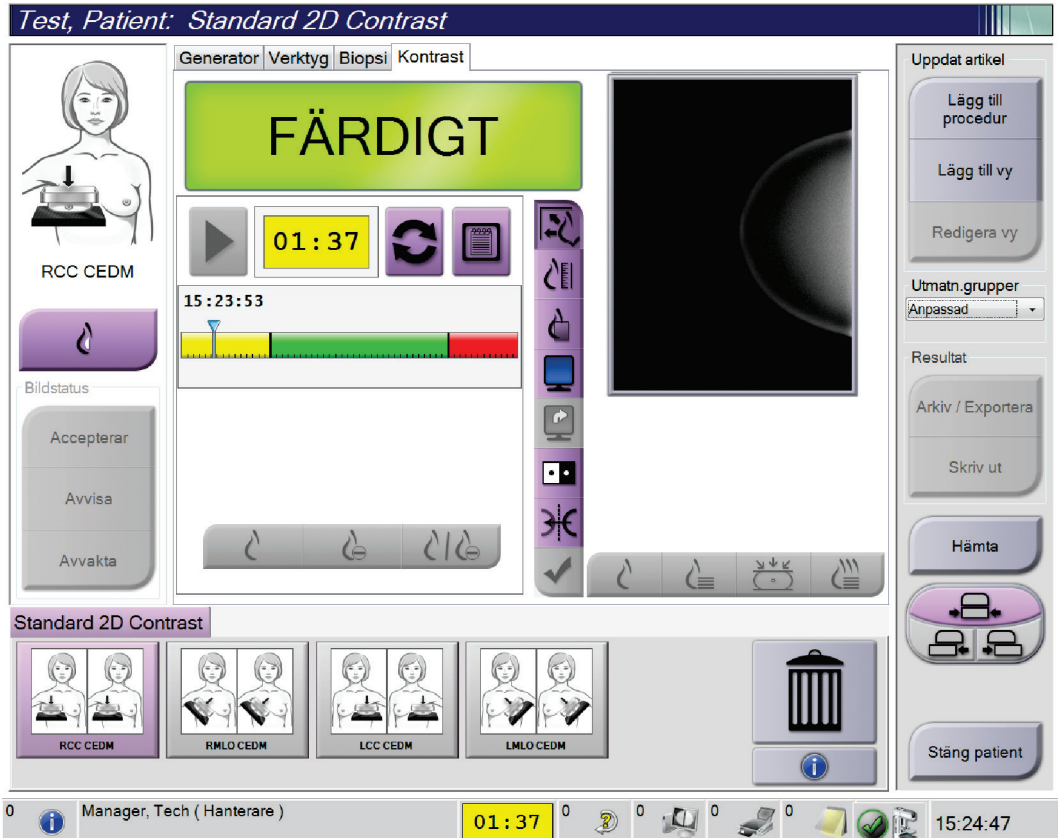 Test, Patient:  Standard 2D Contrast
Generator
Verktyg
Biopsi
Kontrast
RCC CEDM
Bildstatus
Accepterar
Avvisa
Avvakta
FÄRDIGT
01:37
15:23:53
Uppdat artikel
Lägg till
procedur
Lägg till vy
Redigera vy
Utmatn.grupper
Anpassad
Resultat
Arkiv / Exportera
Skriv ut
Hämta
Stäng patient
Standard 2D Contrast
RCC CEDM
RMLO CEDM
LCC CEDM
LMLO CEDM
0
Manager, Tech ( Hanterare )
01:37
0
0
0
0
15:24:47